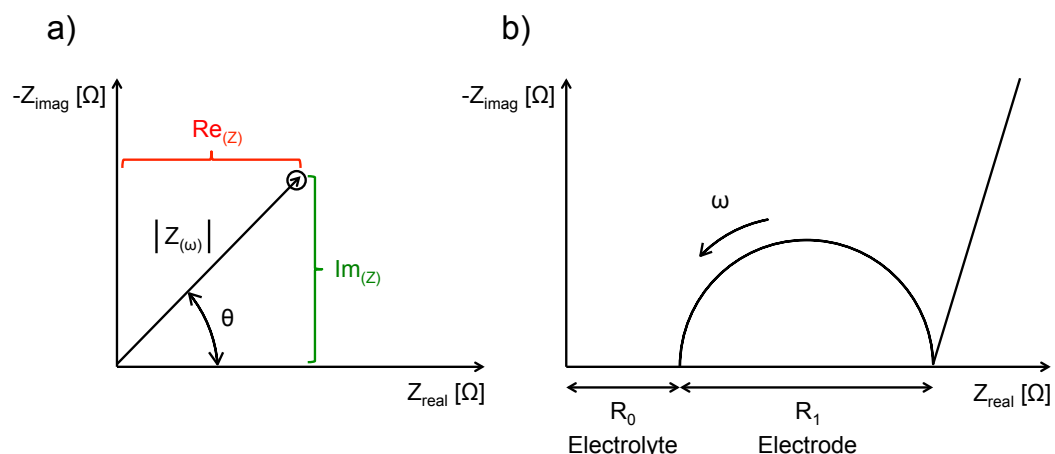 a)
-Z_imag [Ω]
Re_(Z)
|Z_(ω)|
Im_(Z)
θ
Z_real [Ω]
b)
-Z_imag [Ω]
ω
Z_real [Ω]
R_0
Electrolyte
R_1
Electrode